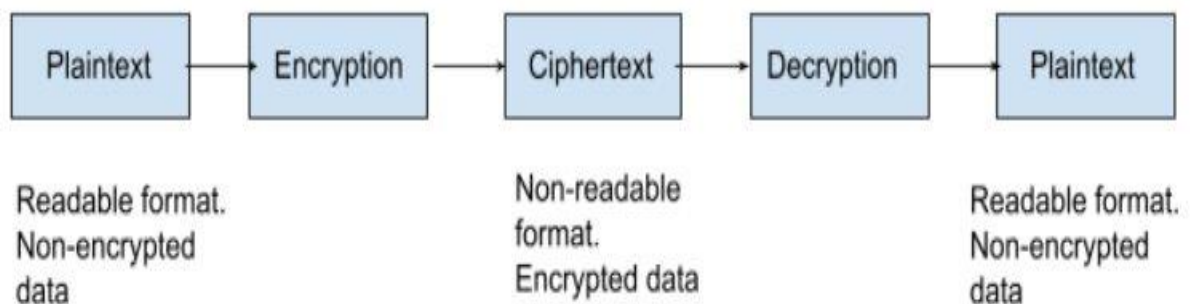 Plaintext
Encryption
Ciphertext
Decryption
Plaintext
Readable format.
Non-encrypted
data
Non-readable
format.
Encrypted data
Readable format.
Non-encrypted
data